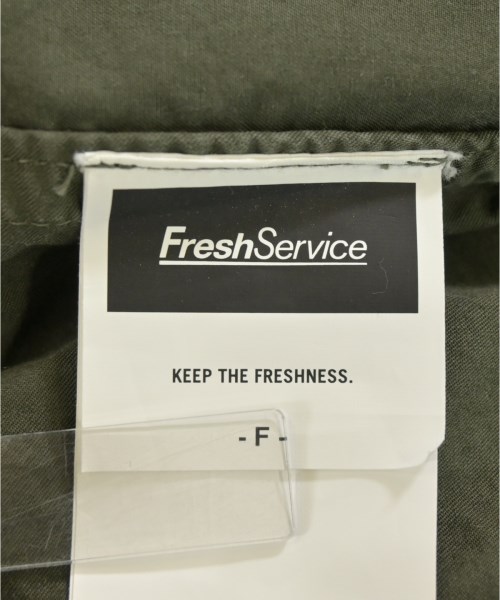 FreshService
KEEP THE FRESHNESS.
- F -